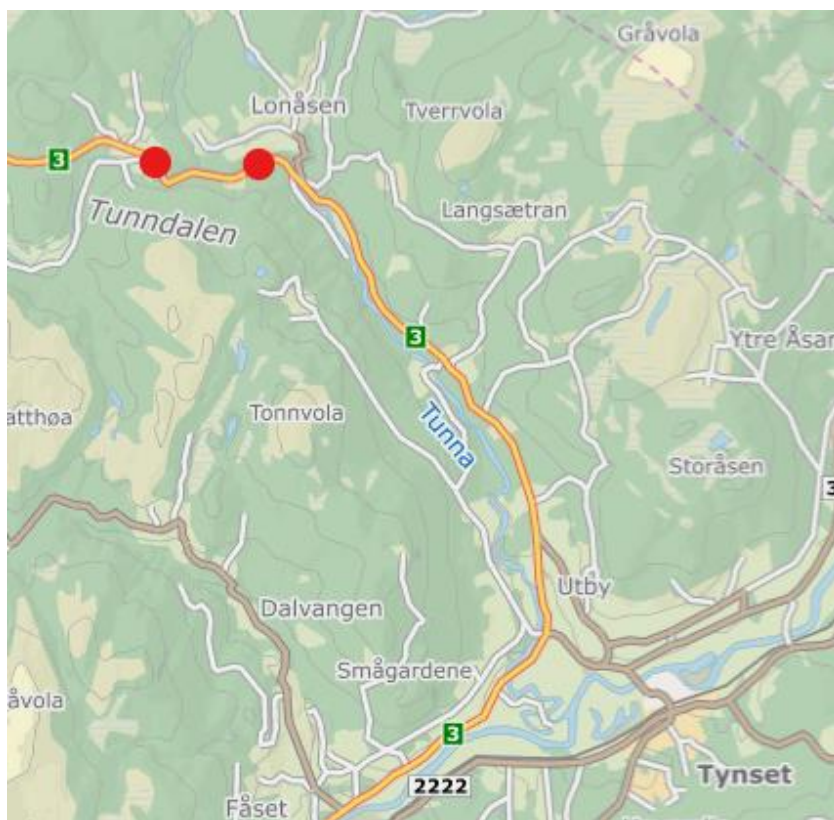 Gråvola
Lonåsen
Tverrvola
3
Langsætran
Tunndalen
3
Ytre Åsan
Tonnvola
atthøa
Tunna
Storåsen
3
Utby
Dalvangen
Smågardene
åvola
3
Tynset
2222
Fåset